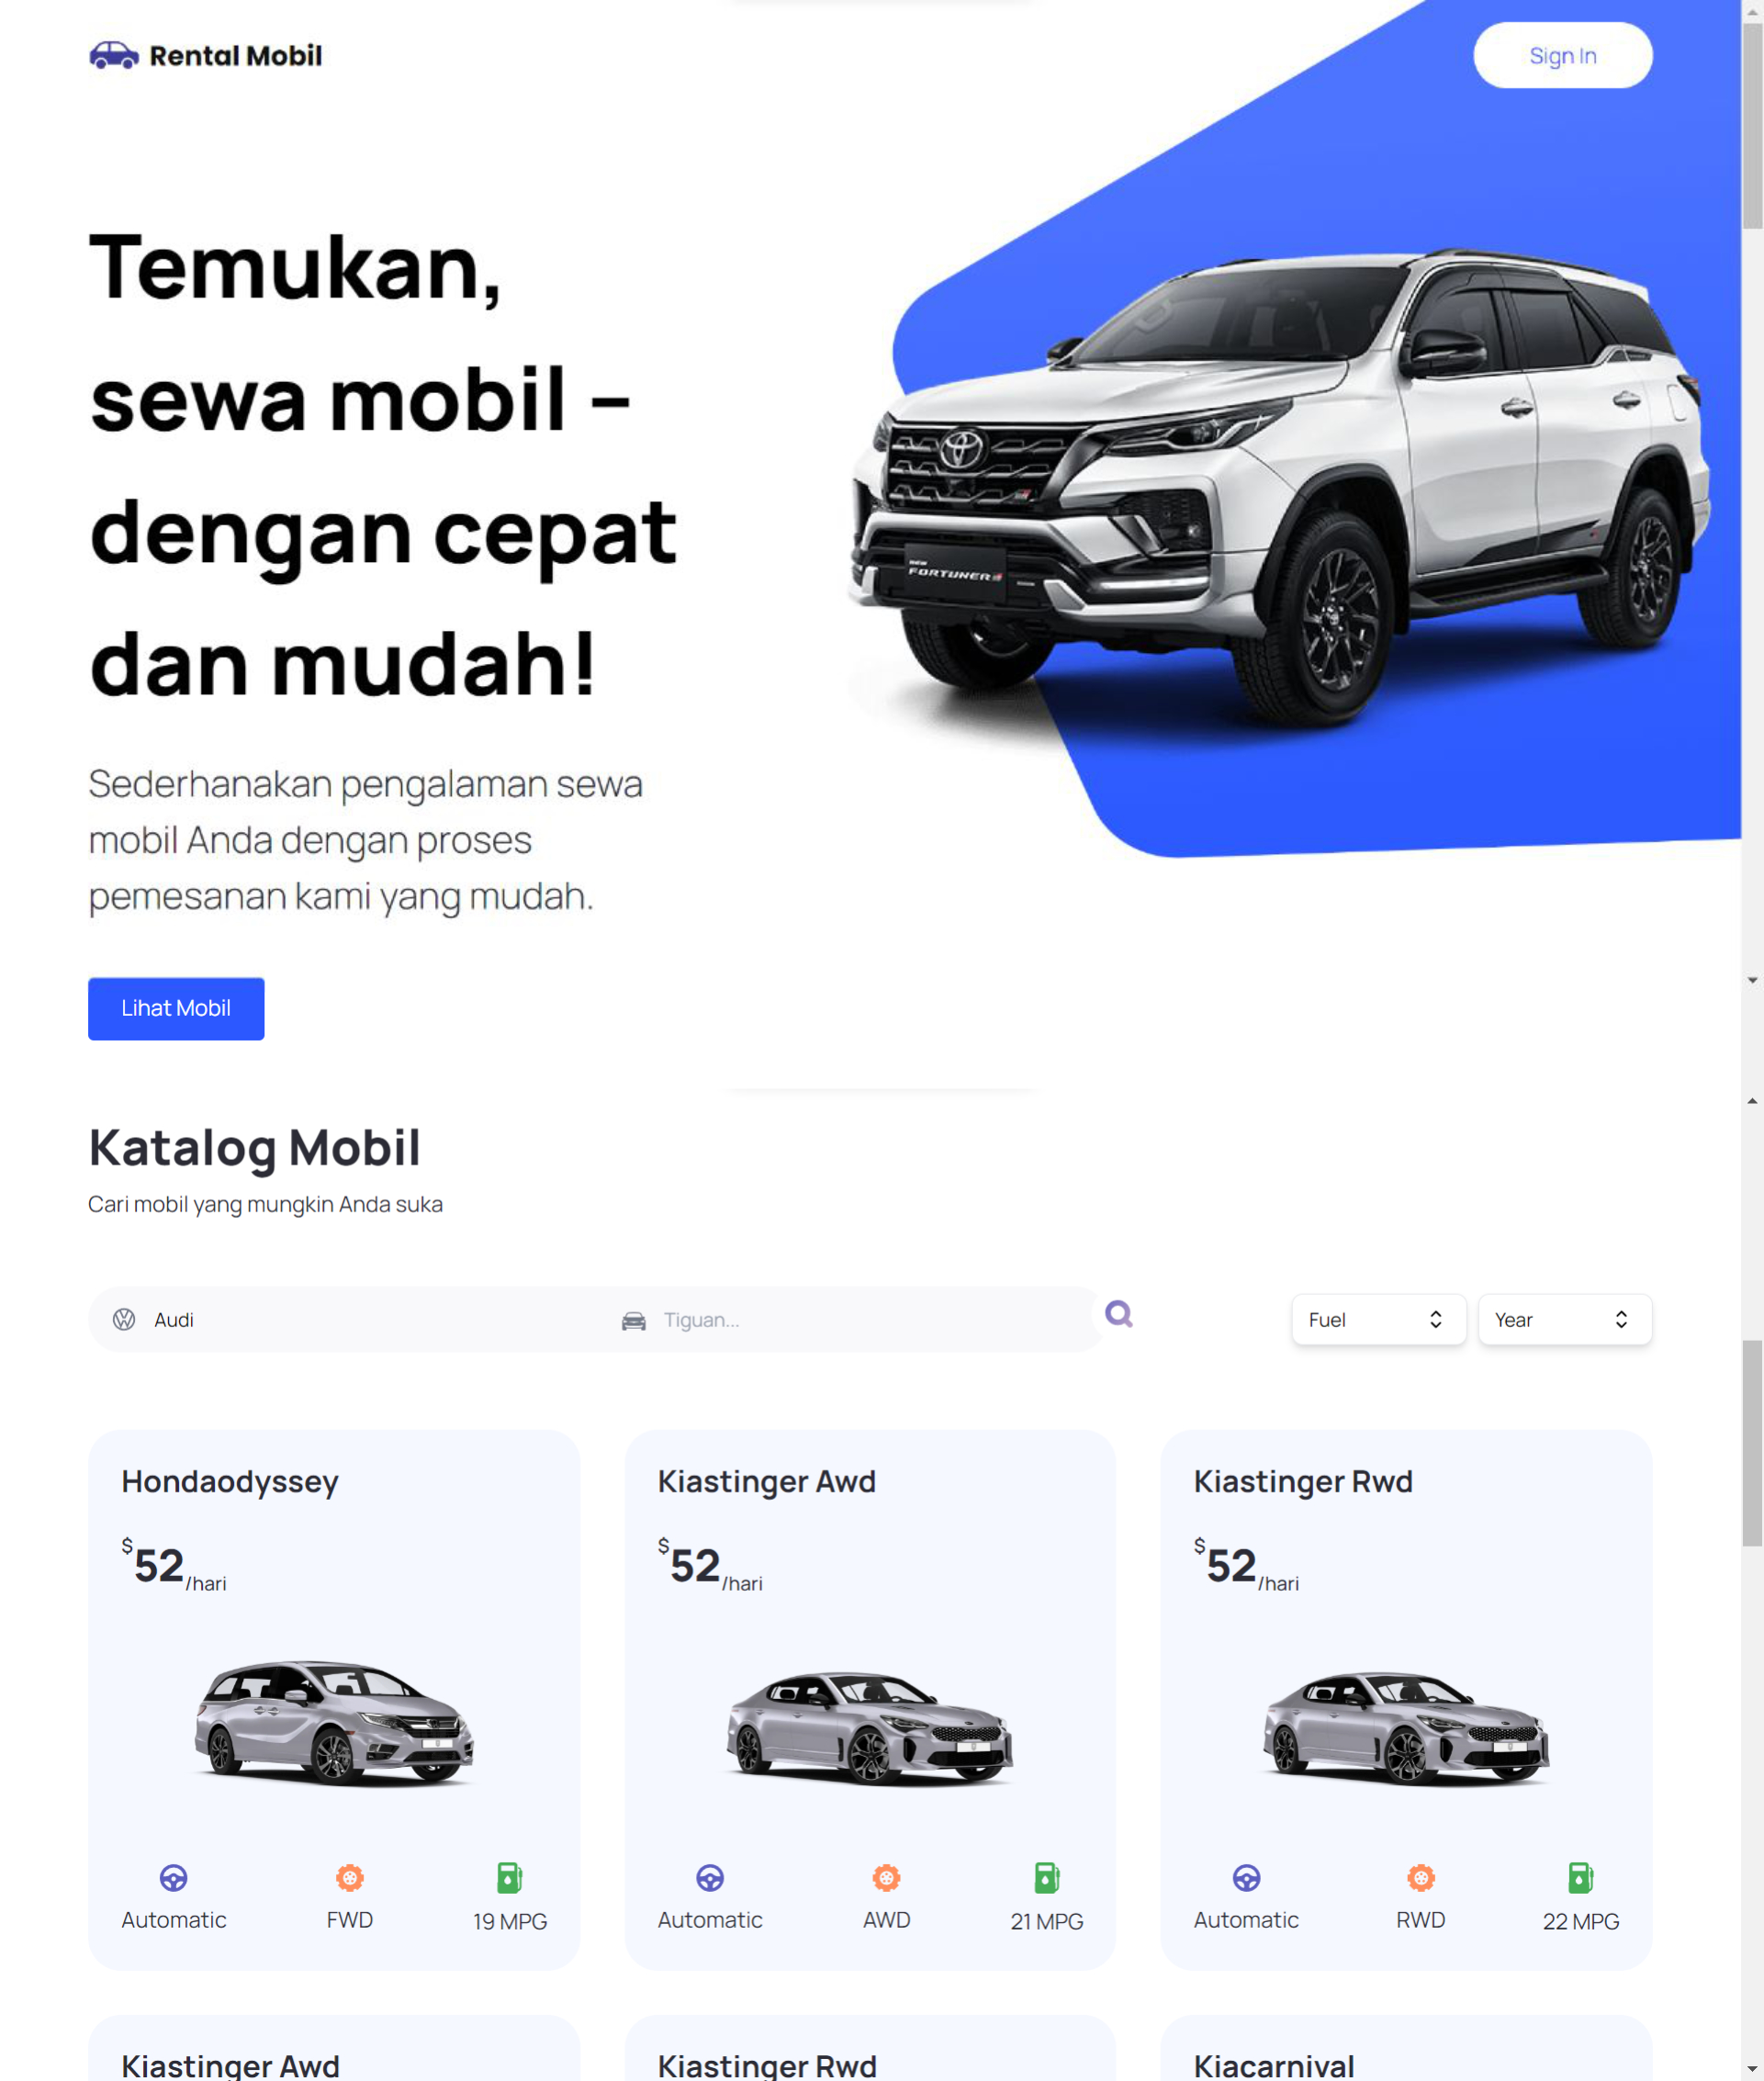 Rental Mobil
Sign In
Temukan,
sewa mobil –
dengan cepat
dan mudah!
Sederhanakan pengalaman sewa
mobil Anda dengan proses
pemesanan kami yang mudah.
NEW
FORTUNER
Lihat Mobil
Katalog Mobil
Cari mobil yang mungkin Anda suka
Audi
Tiguan...
Fuel
Year
Hondaodyssey
$52/hari
Automatic
FWD
19 MPG
Kiastinger Awd
$52/hari
Automatic
AWD
21 MPG
Kiastinger Rwd
$52/hari
Automatic
RWD
22 MPG
Kiastinger Awd
Kiastinger Rwd
Kiacarnival